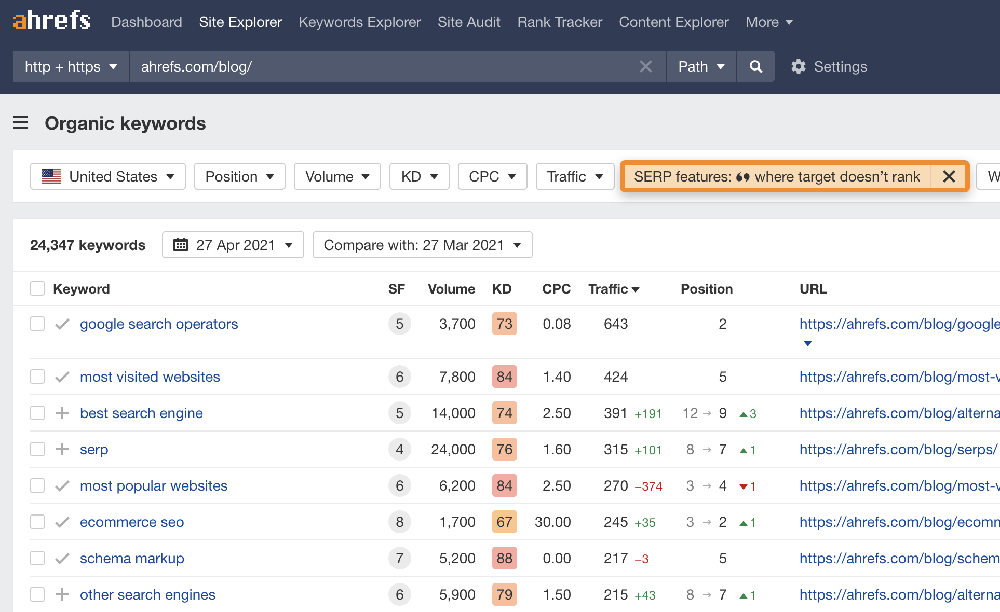 ahrefs Dashboard Site Explorer Keywords Explorer Site Audit Rank Tracker Content Explorer More
http + https ahrefs.com/blog/ Path Settings
Organic keywords
United States Position Volume KD CPC Traffic SERP features: ❝ where target doesn’t rank
24,347 keywords 27 Apr 2021 Compare with: 27 Mar 2021
Keyword SF Volume KD CPC Traffic Position URL
google search operators 5 3,700 73 0.08 643 2 https://ahrefs.com/blog/google
most visited websites 6 7,800 84 1.40 424 5 https://ahrefs.com/blog/most-v
best search engine 5 14,000 74 2.50 391 +191 12 → 9 ▲3 https://ahrefs.com/blog/alterna
serp 4 24,000 76 1.60 315 +101 8 → 7 ▲1 https://ahrefs.com/blog/serps/
most popular websites 6 6,200 84 2.50 270 –374 3 → 4 ▼1 https://ahrefs.com/blog/most-v
ecommerce seo 8 1,700 67 30.00 245 +35 3 → 2 ▲1 https://ahrefs.com/blog/ecomm
schema markup 7 5,200 88 0.00 217 –3 5 https://ahrefs.com/blog/schem
other search engines 6 5,900 79 1.50 215 +43 8 → 7 ▲1 https://ahrefs.com/blog/alterna